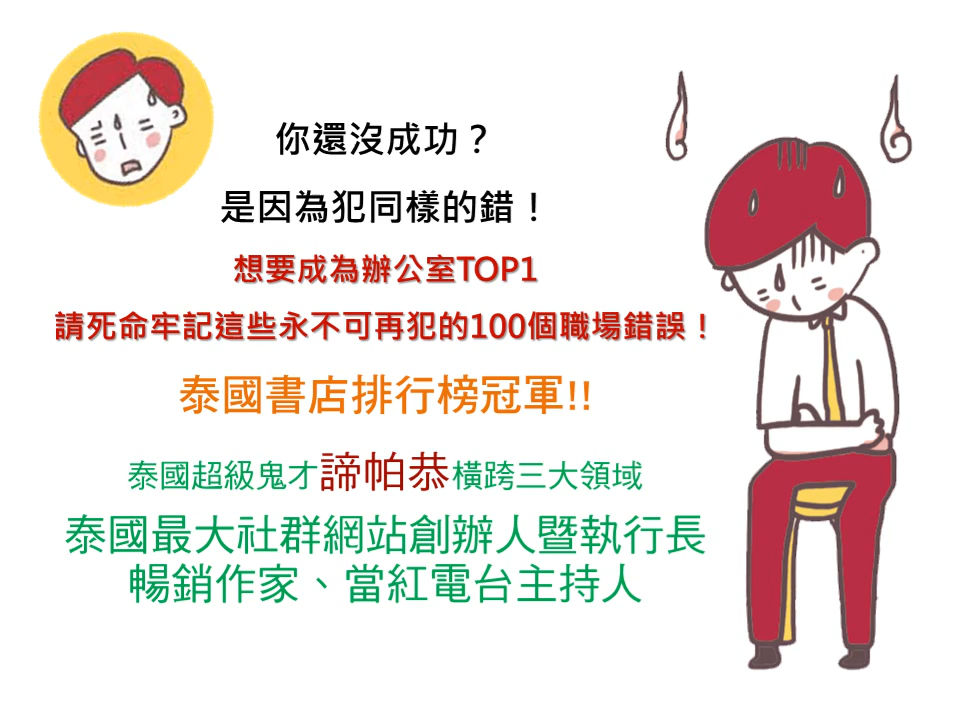 你還沒成功？
是因為犯同樣的錯！
想要成為辦公室TOP1
請死命牢記這些永不可再犯的100個職場錯誤！
泰國書店排行榜冠軍!!
泰國超級鬼才諦帕恭橫跨三大領域
泰國最大社群網站創辦人暨執行長
暢銷作家、當紅電台主持人